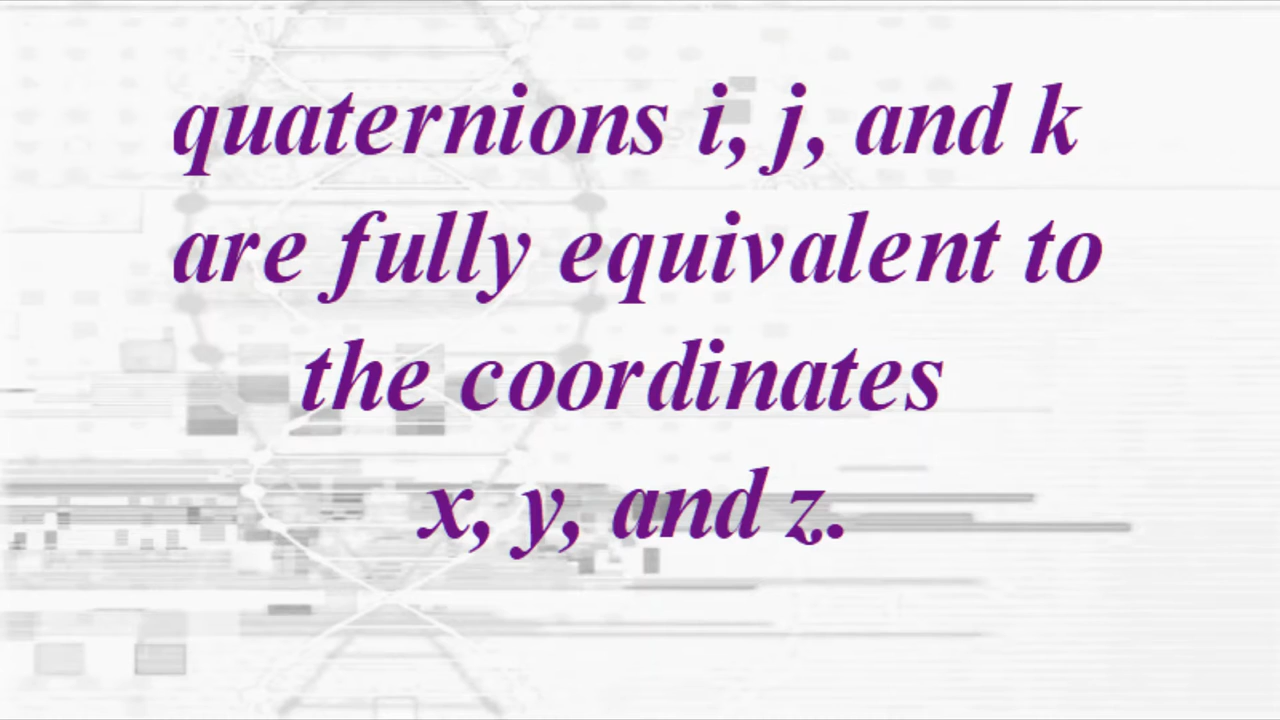 quaternions i, j, and k
are fully equivalent to
the coordinates
x, y, and z.